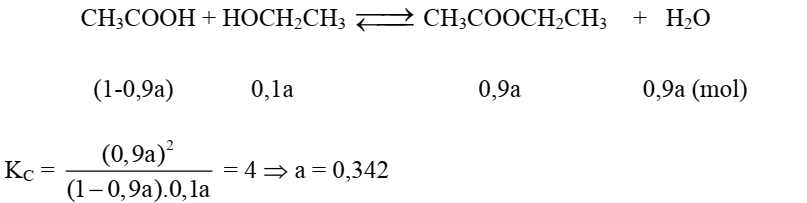 CH₃COOH + HOCH₂CH₃ ⇌ CH₃COOCH₂CH₃ + H₂O
(1-0,9a) 0,1a 0,9a 0,9a (mol)
K_C = (0,9a)² / (1−0,9a).0,1a = 4 ⇒ a = 0,342